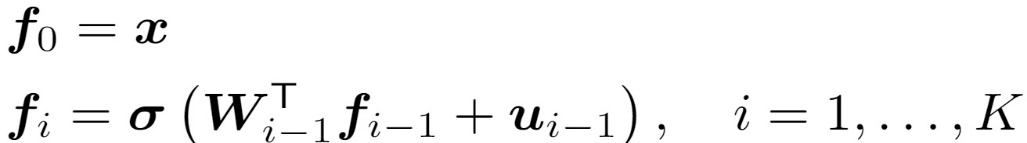 f₀ = x
fᵢ = σ (Wᵢ₋₁ᵀ fᵢ₋₁ + uᵢ₋₁) , i = 1, . . . , K